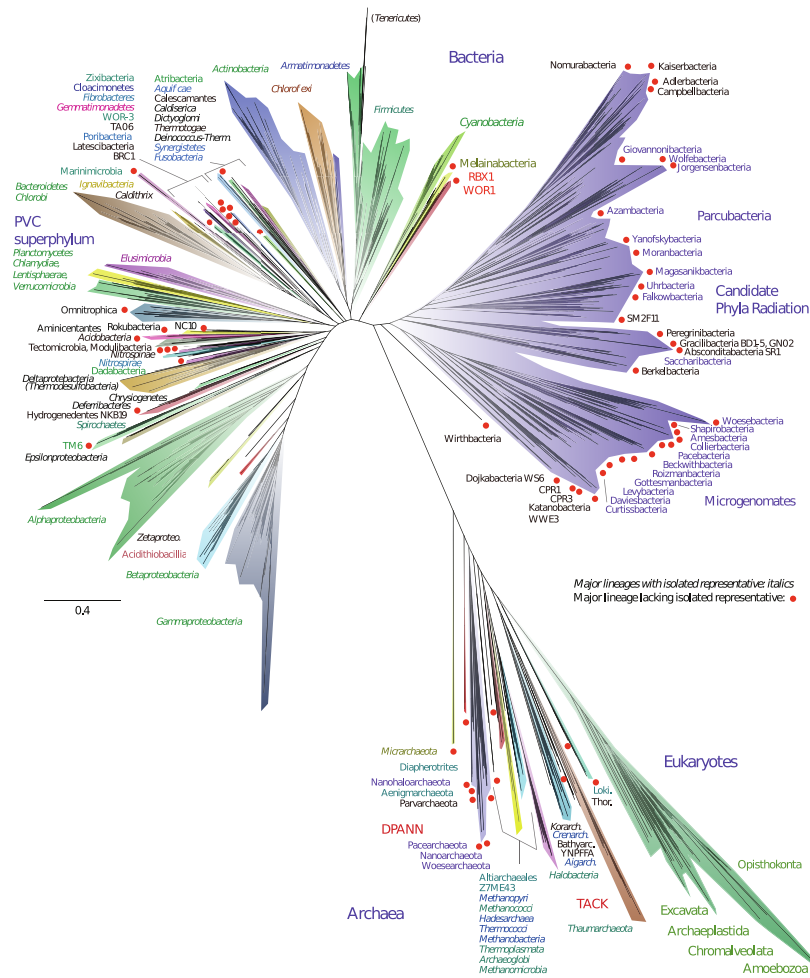 (Tenericutes)
Bacteria
Actinobacteria
Armatimonadetes
Nomurabacteria
Kaiserbacteria
Zixibacteria
Cloacimonetes
Fibrobacteres
Gemmatimonadetes
WOR-3
TA06
Poribacteria
Latescibacteria
BRC1
Atribacteria
Aquif cae
Calescamantes
Caldiserica
Dictyoglomi
Thermotogae
Deinococcus-Therm.
Synergistetes
Fusobacteria
Chlorof exi
Firmicutes
Cyanobacteria
Adlerbacteria
Campbellbacteria
Melainabacteria
RBX1
WOR1
Giovannonibacteria
Wolfebacteria
Jorgensenbacteria
Marinimicrobia
Bacteroidetes
Chlorobi
Ignavibacteria
Caldithrix
Azambacteria
Parcubacteria
PVC
superphylum
Planctomycetes
Chlamydiae,
Lentisphaerae,
Verrucomicrobia
Elusimicrobia
Yanofskybacteria
Moranbacteria
Magasanikbacteria
Uhrbacteria
Falkowbacteria
Candidate
Phyla Radiation
SM2F11
Omnitrophica
Aminicentantes
Rokubacteria
NC10
Acidobacteria
Tectomicrobia, Modulibacteria
Nitrospinae
Nitrospirae
Dadabacteria
Deltaprotebacteria
(Thermodesulfobacteria)
Chrysiogenetes
Deferribacteres
Hydrogenedentes NKB19
Spirochaetes
TM6
Epsilonproteobacteria
Peregrinibacteria
Gracilibacteria BD1-5, GN02
Absconditabacteria SR1
Saccharibacteria
Berkelbacteria
Woesebacteria
Shapirobacteria
Amesbacteria
Collierbacteria
Pacebacteria
Beckwithbacteria
Roizmanbacteria
Gottesmanbacteria
Levybacteria
Daviesbacteria
Curtissbacteria
Microgenomates
Wirthbacteria
Dojkabacteria WS6
CPR1
CPR3
Katanobacteria
WWE3
Alphaproteobacteria
Zetaproteo.
Acidithiobacillia
Betaproteobacteria
Gammaproteobacteria
0.4
Major lineages with isolated representative: italics
Major lineage lacking isolated representative:
Micrarchaeota
Diapherotrites
Nanohaloarchaeota
Aenigmarchaeota
Parvarchaeota
DPANN
Pacearchaeota
Nanoarchaeota
Woesearchaeota
Archaea
Altiarchaeales
Z7ME43
Methanopyri
Methanococci
Hadesarchaea
Thermococci
Methanobacteria
Thermoplasmata
Archaeoglobi
Methanomicrobia
Halobacteria
Korarch.
Crenarch.
Bathyarc.
YNPFFA
Aigarch.
TACK
Thaumarchaeota
Loki.
Thor.
Eukaryotes
Opisthokonta
Excavata
Archaeplastida
Chromalveolata
Amoebozoa